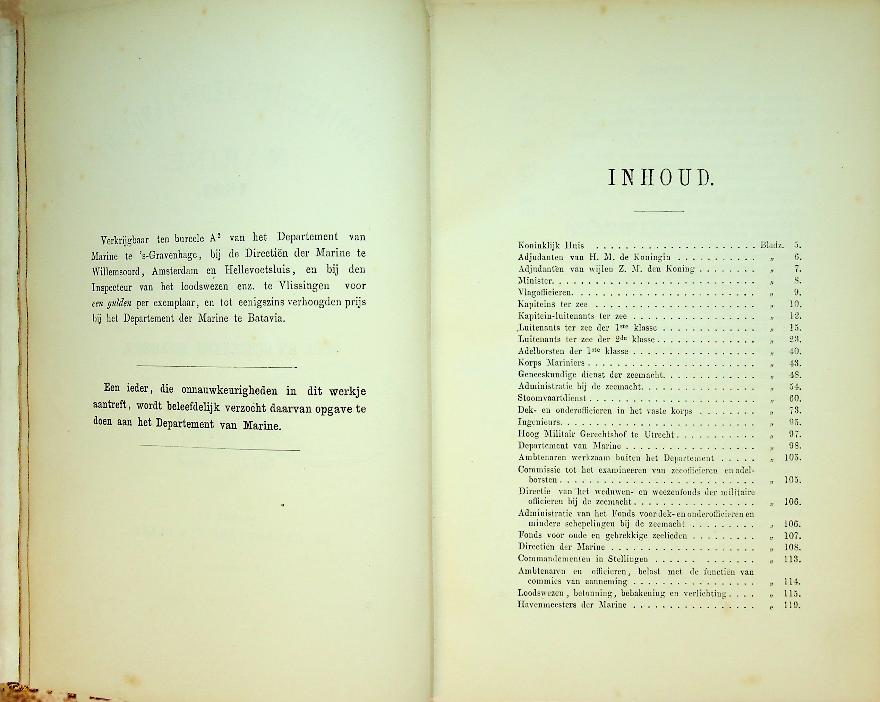 Verkrijgbaar ten bureele A² van het Departement van
Marine te 's-Gravenhage, bij de Directiën der Marine te
Willemsoord, Amsterdam en Hellevoetsluis, en bij den
Inspecteur van het loodswezen enz. te Vlissingen voor
een gulden per exemplaar, en tot eenigszins verhoogden prijs
bij het Departement der Marine te Batavia.
Een ieder, die onnauwkeurigheden in dit werkje
aantreft, wordt beleefdelijk verzocht daarvan opgave te
doen aan het Departement van Marine.
INHOUD.
Koninklijk Huis . . . . . . . . . . . . . . . . . . . . . . Bladz. 5.
Adjudanten van H. M. de Koningin . . . . . . . . . . . „ 6.
Adjudanten van wijlen Z. M. den Koning . . . . . . . . „ 7.
Minister. . . . . . . . . . . . . . . . . . . . . . . . . . . . „ 8.
Vlagofficieren. . . . . . . . . . . . . . . . . . . . . . . . . „ 9.
Kapiteins ter zee . . . . . . . . . . . . . . . . . . . . . . „ 10.
Kapitein-luitenants ter zee . . . . . . . . . . . . . . . . . „ 12.
Luitenants ter zee der 1ste klasse . . . . . . . . . . . . . „ 15.
Luitenants ter zee der 2de klasse . . . . . . . . . . . . . . „ 23.
Adelborsten der 1ste klasse . . . . . . . . . . . . . . . . . „ 40.
Korps Mariniers . . . . . . . . . . . . . . . . . . . . . . . „ 43.
Geneeskundige dienst der zeemacht. . . . . . . . . . . . . „ 48.
Administratie bij de zeemacht. . . . . . . . . . . . . . . . „ 54.
Stoomvaartdienst . . . . . . . . . . . . . . . . . . . . . . . „ 60.
Dek- en onderofficieren in het vaste korps . . . . . . . . „ 73.
Ingenieurs. . . . . . . . . . . . . . . . . . . . . . . . . . . „ 95.
Hoog Militair Gerechtshof te Utrecht . . . . . . . . . . . „ 97.
Departement van Marine . . . . . . . . . . . . . . . . . . „ 98.
Ambtenaren werkzaam buiten het Departement . . . . . „ 105.
Commissie tot het examineeren van zeeofficieren en adel-
borsten . . . . . . . . . . . . . . . . . . . . . . . . . . . „ 105.
Directie van het weduwen- en weezenfonds der militaire
officieren bij de zeemacht . . . . . . . . . . . . . . . . . „ 106.
Administratie van het Fonds voor dek- en onderofficieren en
mindere schepelingen bij de zeemacht . . . . . . . . . „ 106.
Fonds voor oude en gebrekkige zeelieden . . . . . . . . . „ 107.
Directiën der Marine . . . . . . . . . . . . . . . . . . . . „ 108.
Commandementen in Stellingen . . . . . . . . . . . . . . „ 113.
Ambtenaren en officieren, belast met de functiën van
commies van aanneming . . . . . . . . . . . . . . . . . „ 114.
Loodswezen, betonning, bebakening en verlichting . . . . „ 115.
Havenmeesters der Marine . . . . . . . . . . . . . . . . . „ 119.